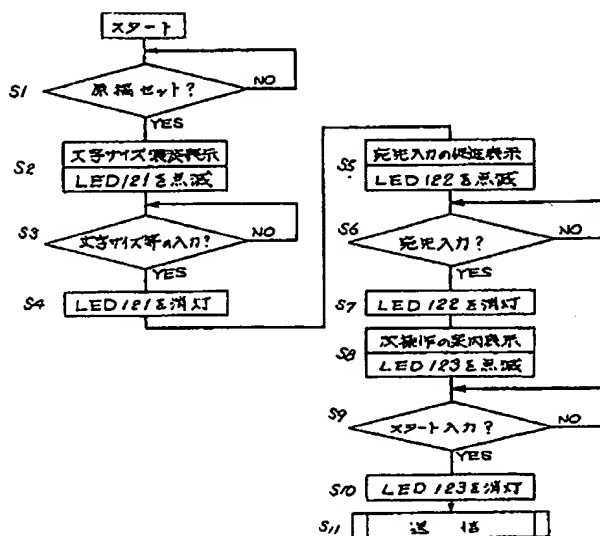 スタート
S1
原稿セット?
NO
YES
S2
文字サイズ
表示
LED121を点滅
S3
文字サイズ等の入力?
NO
YES
S4
LED121を消灯
S5
宛先入力の促進表示
LED122を点滅
S6
宛先入力?
NO
YES
S7
LED122を消灯
S8
次操作の案内表示
LED123を点滅
S9
スタート入力?
NO
YES
S10
LED123を消灯
S11
送信